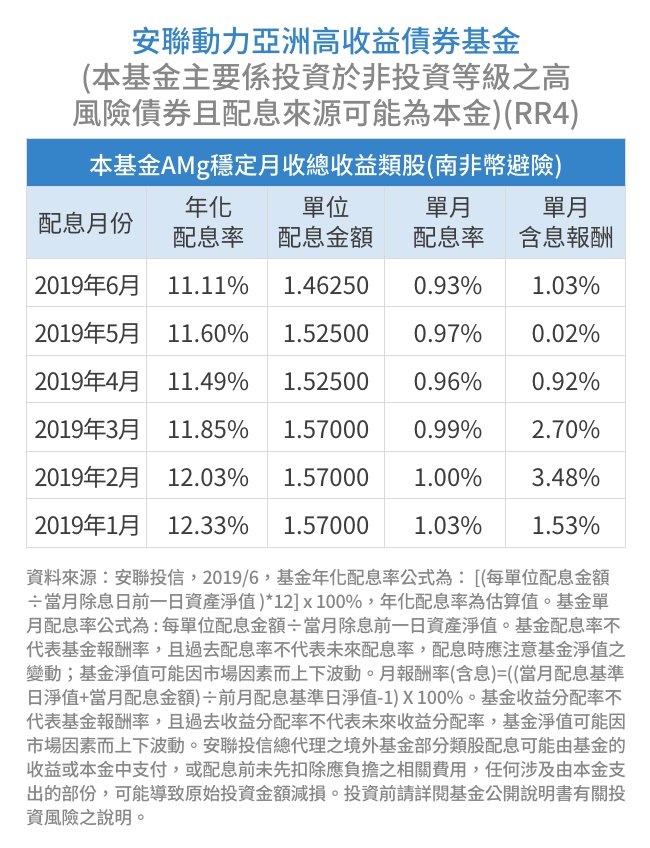 安聯動力亞洲高收益債券基金
(本基金主要係投資於非投資等級之高
風險債券且配息來源可能為本金)(RR4)
本基金AMg穩定月收總收益類股(南非幣避險)
配息月份 年化配息率 單位配息金額 單月配息率 單月含息報酬
2019年6月 11.11% 1.46250 0.93% 1.03%
2019年5月 11.60% 1.52500 0.97% 0.02%
2019年4月 11.49% 1.52500 0.96% 0.92%
2019年3月 11.85% 1.57000 0.99% 2.70%
2019年2月 12.03% 1.57000 1.00% 3.48%
2019年1月 12.33% 1.57000 1.03% 1.53%
資料來源：安聯投信，2019/6，基金年化配息率公式為： [(每單位配息金額
÷當月除息日前一日資產淨值 )*12] x 100%，年化配息率為估算值。基金單
月配息率公式為 : 每單位配息金額÷當月除息前一日資產淨值。基金配息率不
代表基金報酬率，且過去配息率不代表未來配息率，配息時應注意基金淨值之
變動；基金淨值可能因市場因素而上下波動。月報酬率(含息)=((當月配息基準
日淨值+當月配息金額)÷前月配息基準日淨值-1) X 100%。基金收益分配率不
代表基金報酬率，且過去收益分配率不代表未來收益分配率，基金淨值可能因
市場因素而上下波動。安聯投信總代理之境外基金部分類股配息可能由基金的
收益或本金中支付，或配息前未先扣除應負擔之相關費用，任何涉及由本金支
出的部份，可能導致原始投資金額減損。投資前請詳閱基金公開說明書有關投
資風險之說明。